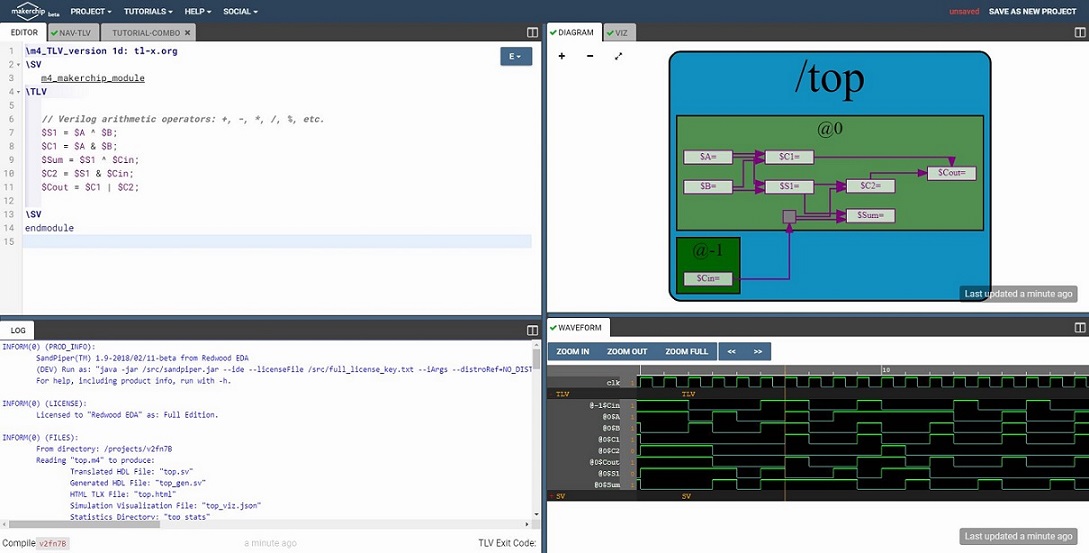 makerchip beta PROJECT TUTORIALS HELP SOCIAL unsaved SAVE AS NEW PROJECT
EDITOR NAV-TLV TUTORIAL-COMBO
1 \m4_TLV_version 1d: tl-x.org
2 \SV
3 m4_makerchip_module
4 \TLV
5
6 // Verilog arithmetic operators: +, -, *, /, %, etc.
7 $S1 = $A ^ $B;
8 $C1 = $A & $B;
9 $Sum = $S1 ^ $Cin;
10 $C2 = $S1 & $Cin;
11 $Cout = $C1 | $C2;
12
13 \SV
14 endmodule
15
E
LOG
INFORM(0) (PROD_INFO):
SandPiper(TM) 1.9-2018/02/11-beta from Redwood EDA
(DEV) Run as: "java -jar /src/sandpiper.jar --ide --licenseFile /src/full_license_key.txt --iArgs --distroRef=NO_DIST
For help, including product info, run with -h.
INFORM(0) (LICENSE):
Licensed to "Redwood EDA" as: Full Edition.
INFORM(0) (FILES):
From directory: /projects/v2fn7B
Reading "top.m4" to produce:
Translated HDL File: "top.sv"
Generated HDL File: "top_gen.sv"
HTML TLX File: "top.html"
Simulation Visualization File: "top_viz.json"
Statistics Directory: "top_stats"
Compile v2fn7B a minute ago TLV Exit Code:
DIAGRAM VIZ
/top
@0
$A= $C1= $Cout=
$B= $S1= $C2=
$Sum=
@-1
$Cin=
Last updated a minute ago
WAVEFORM
ZOOM IN ZOOM OUT ZOOM FULL << >>
10
clk
TLV TLV
@-1$Cin
@0$A
@0$B
@0$C1
@0$C2
@0$Cout
@0$S1
@0$Sum
SV SV
Last updated a minute ago